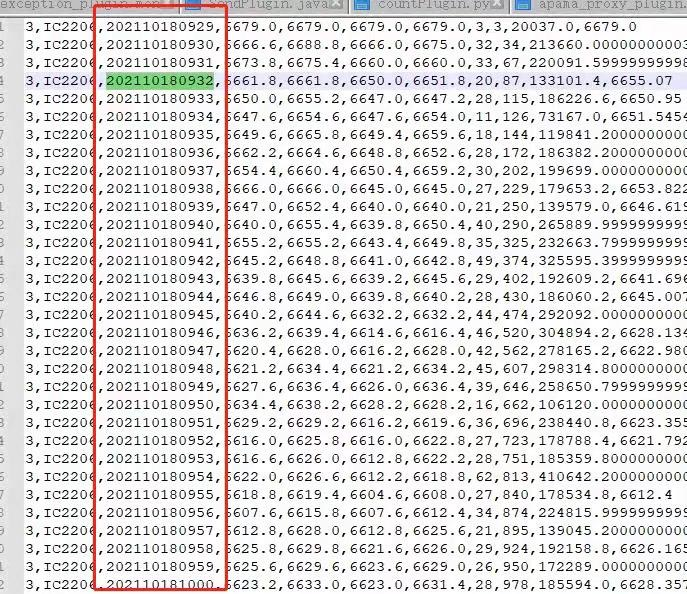 exception_plugin.mon SendPlugin.java countPlugin.py apama_proxy_plugin.
3,IC2206,202110180929,6679.0,6679.0,6679.0,6679.0,3,3,20037.0,6679.0
3,IC2206,202110180930,6666.6,6688.8,6666.0,6675.0,32,34,213660.0000000003
3,IC2206,202110180931,6673.8,6675.4,6660.0,6660.0,33,67,220091.59999999998
3,IC2206,202110180932,6661.8,6661.8,6650.0,6651.8,20,87,133101.4,6655.07
3,IC2206,202110180933,6650.0,6655.2,6647.0,6647.2,28,115,186226.6,6650.95
3,IC2206,202110180934,6647.6,6654.6,6647.6,6654.0,11,126,73167.0,6651.5454
3,IC2206,202110180935,6649.6,6665.8,6649.4,6659.6,18,144,119841.2000000000
3,IC2206,202110180936,6662.2,6664.6,6648.8,6652.6,28,172,186382.2000000000
3,IC2206,202110180937,6654.4,6660.4,6650.4,6659.2,30,202,199699.0000000000
3,IC2206,202110180938,6666.0,6666.0,6645.0,6645.0,27,229,179653.2,6653.822
3,IC2206,202110180939,6647.0,6652.4,6640.0,6640.0,21,250,139579.0,6646.619
3,IC2206,202110180940,6640.0,6655.4,6639.8,6650.4,40,290,265889.9999999999
3,IC2206,202110180941,6655.2,6655.2,6643.4,6649.8,35,325,232663.7999999999
3,IC2206,202110180942,6645.2,6648.8,6641.0,6642.8,49,374,325595.3999999999
3,IC2206,202110180943,6639.8,6645.6,6639.2,6645.6,29,402,192609.2,6641.696
3,IC2206,202110180944,6646.8,6649.0,6639.8,6640.2,28,430,186060.2,6645.007
3,IC2206,202110180945,6640.2,6644.6,6632.2,6632.2,44,474,292092.0000000000
3,IC2206,202110180946,6636.2,6639.4,6614.6,6616.4,46,520,304894.2,6628.134
3,IC2206,202110180947,6620.4,6628.0,6616.2,6628.0,42,562,278165.2,6622.980
3,IC2206,202110180948,6621.2,6634.4,6621.2,6634.2,45,607,298314.8000000000
3,IC2206,202110180949,6627.6,6636.4,6626.0,6636.4,39,646,258650.7999999999
3,IC2206,202110180950,6634.4,6638.2,6628.2,6628.2,16,662,106120.0000000000
3,IC2206,202110180951,6629.2,6629.2,6616.2,6619.6,36,696,238440.8,6623.355
3,IC2206,202110180952,6616.0,6625.8,6616.0,6622.8,27,723,178788.4,6621.792
3,IC2206,202110180953,6616.6,6626.0,6612.8,6622.2,28,751,185359.8000000000
3,IC2206,202110180954,6622.0,6626.6,6612.2,6618.8,62,813,410642.2000000000
3,IC2206,202110180955,6618.8,6619.4,6604.6,6608.0,27,840,178534.8,6612.4
3,IC2206,202110180956,6607.6,6615.8,6607.6,6612.4,34,874,224815.9999999999
3,IC2206,202110180957,6612.8,6628.0,6612.8,6625.6,21,895,139045.2000000000
3,IC2206,202110180958,6625.8,6629.8,6621.6,6626.0,29,924,192158.8,6626.165
3,IC2206,202110180959,6625.6,6629.6,6623.6,6629.0,26,950,172289.0000000000
3,IC2206,202110181000,6623.2,6633.0,6623.0,6631.4,28,978,185594.0,6628.357